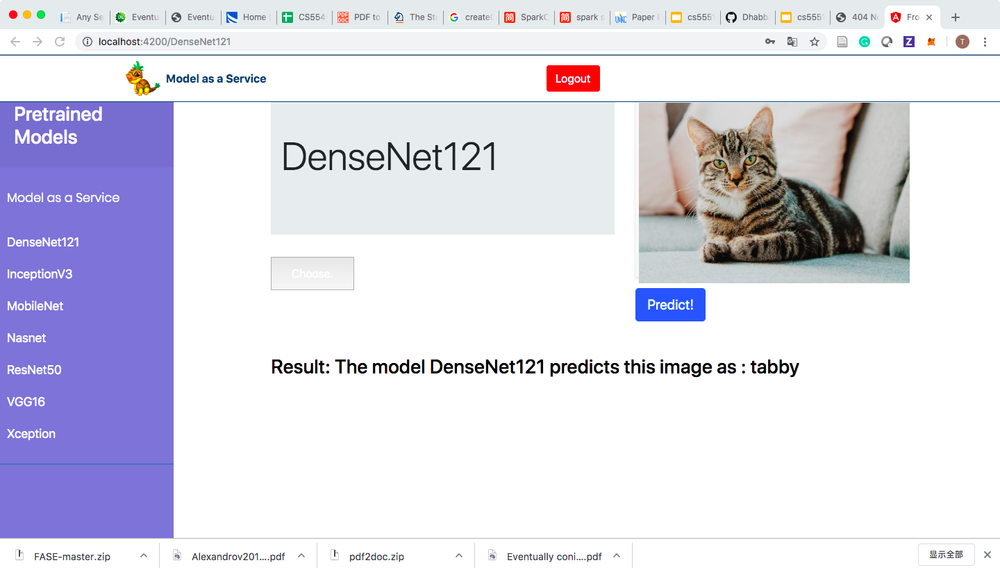 Any Se
Eventu
Eventu
Home
CS554
PDF to
The Str
create
SparkC
spark s
Paper
cs555
Dhabb
cs555
404 No
Fro
localhost:4200/DenseNet121
T
Model as a Service
Logout
Pretrained
Models
Model as a Service
DenseNet121
InceptionV3
MobileNet
Nasnet
ResNet50
VGG16
Xception
DenseNet121
Choose.
Predict!
Result: The model DenseNet121 predicts this image as : tabby
FASE-master.zip
Alexandrov201....pdf
pdf2doc.zip
Eventually coni....pdf
显示全部